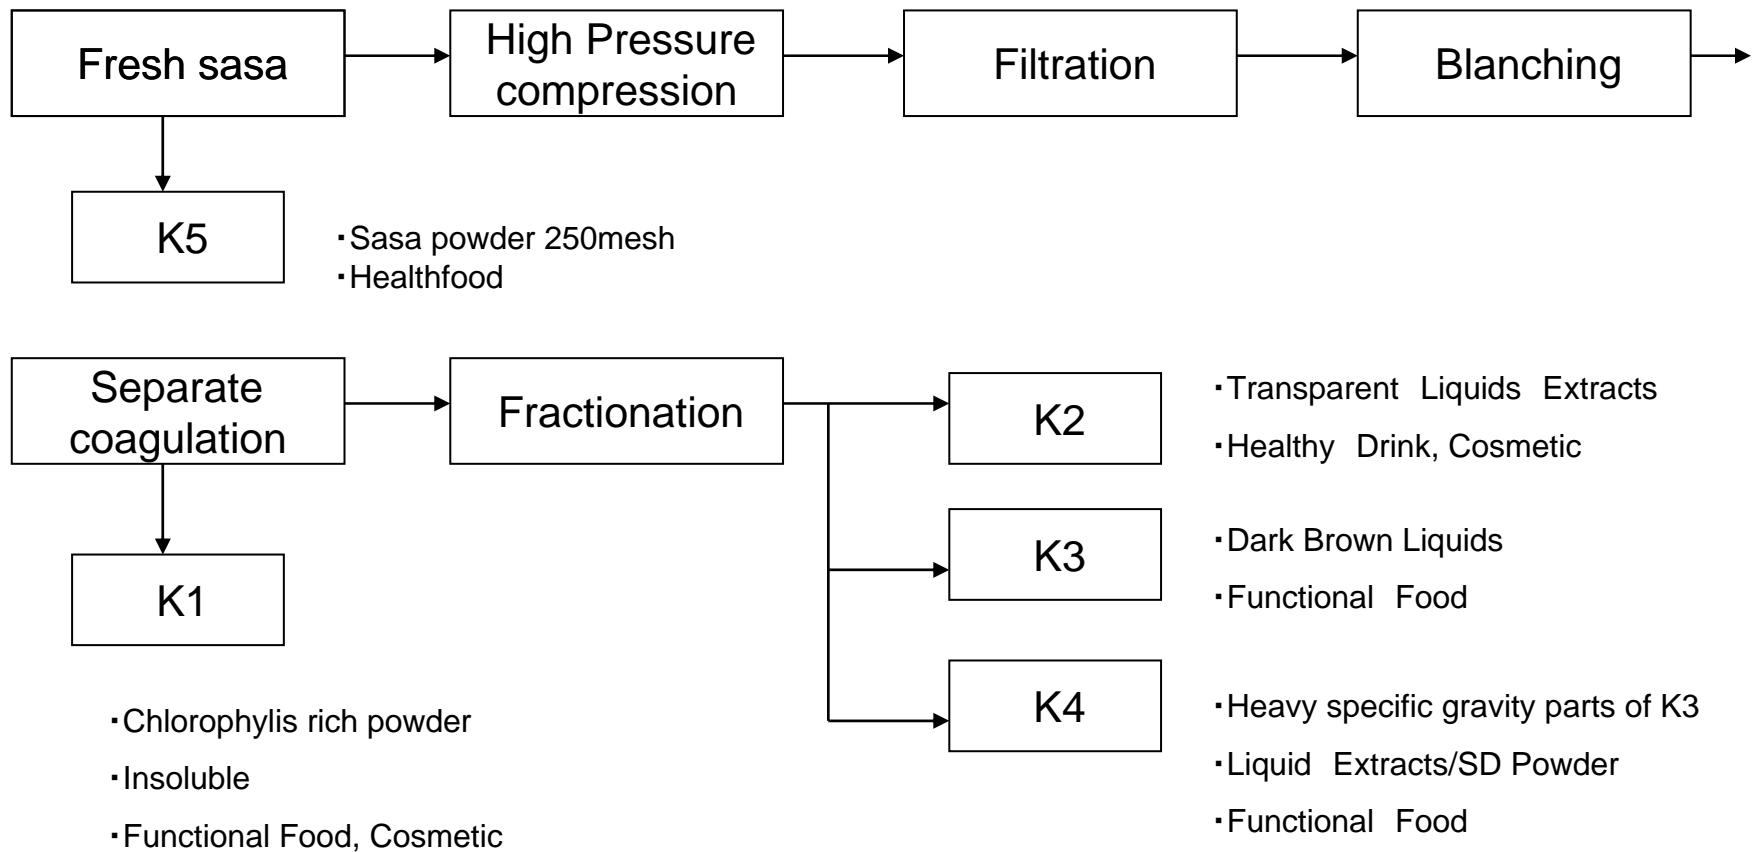 Fresh sasa
High Pressure
compression
Filtration
Blanching
K5
・Sasa powder 250mesh
・Healthfood
Separate
coagulation
Fractionation
K2
・Transparent Liquids Extracts
・Healthy Drink, Cosmetic
K3
・Dark Brown Liquids
・Functional Food
K1
K4
・Heavy specific gravity parts of K3
・Liquid Extracts/SD Powder
・Functional Food
・Chlorophylis rich powder
・Insoluble
・Functional Food, Cosmetic